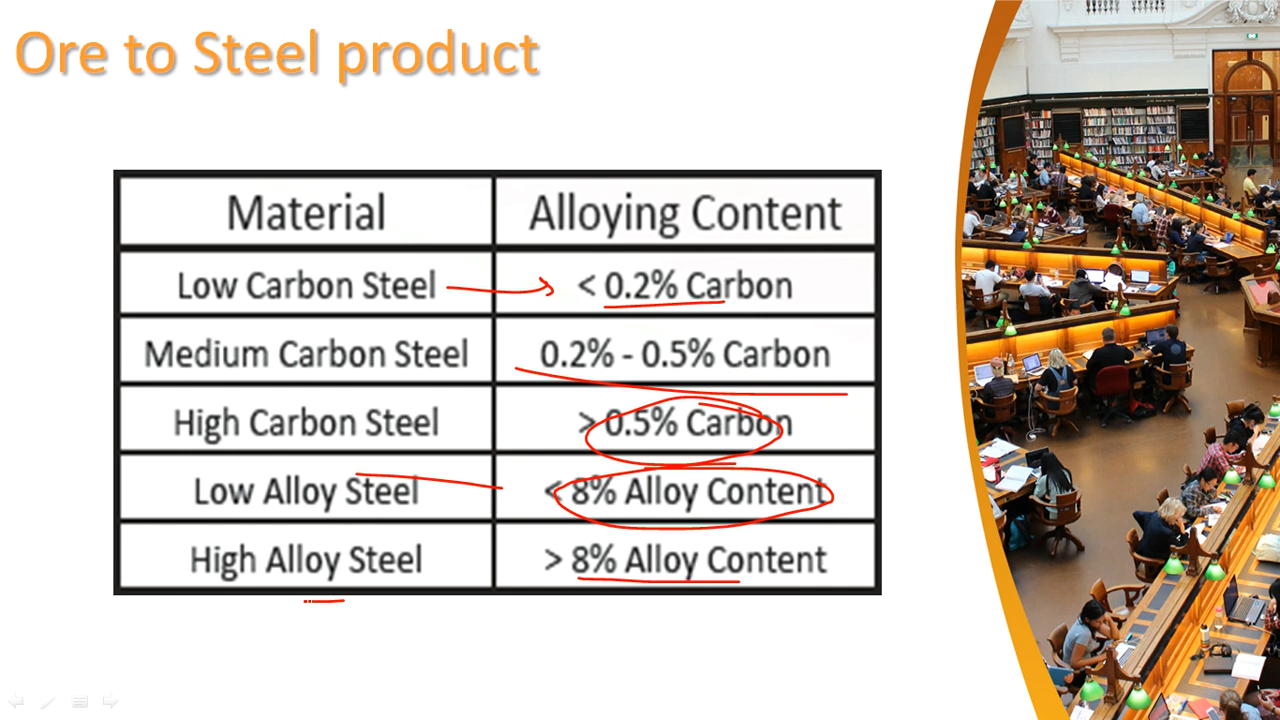 Ore to Steel product
Material
Alloying Content
Low Carbon Steel
< 0.2% Carbon
Medium Carbon Steel
0.2% - 0.5% Carbon
High Carbon Steel
> 0.5% Carbon
Low Alloy Steel
< 8% Alloy Content
High Alloy Steel
> 8% Alloy Content